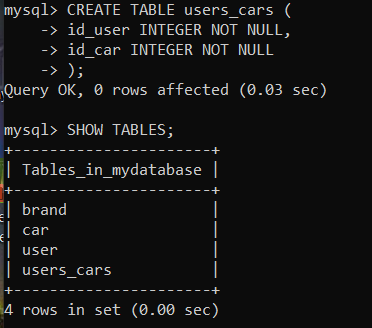 mysql> CREATE TABLE users_cars (
    -> id_user INTEGER NOT NULL,
    -> id_car INTEGER NOT NULL
    -> );
Query OK, 0 rows affected (0.03 sec)

mysql> SHOW TABLES;
+----------------------+
| Tables_in_mydatabase |
+----------------------+
| brand                |
| car                  |
| user                 |
| users_cars           |
+----------------------+
4 rows in set (0.00 sec)